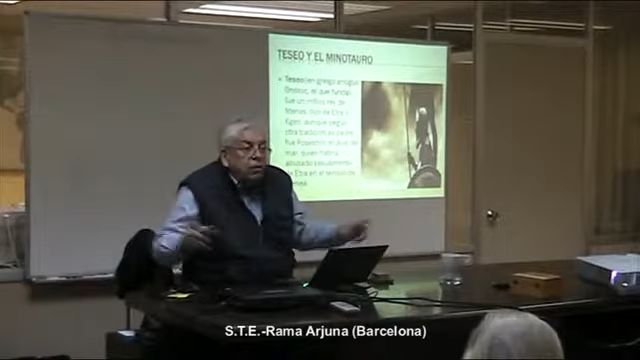 TESEO Y EL MINOTAURO
Teseo (en griego antiguo
el que funda)
fue un mítico rey de
Atenas, hijo de Etra y
Egeo, aunque según
otra tradición su padre
fue Poseidón, el dios del
mar, quien habría
a Etra en el templo de
S.T.E.-Rama Arjuna (Barcelona)